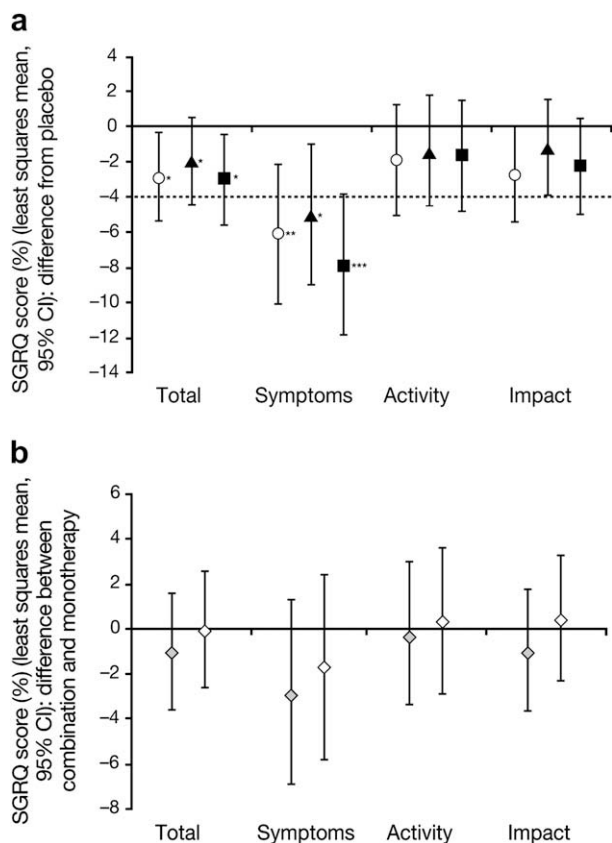 a
SGRQ score (%) (least squares mean,
95% CI): difference from placebo
4
2
0
–2
–4
–6
–8
–10
–12
–14
*
*
*
**
*
***
Total Symptoms Activity Impact
b
SGRQ score (%) (least squares mean,
95% CI): difference between
combination and monotherapy
6
4
2
0
–2
–4
–6
–8
Total Symptoms Activity Impact